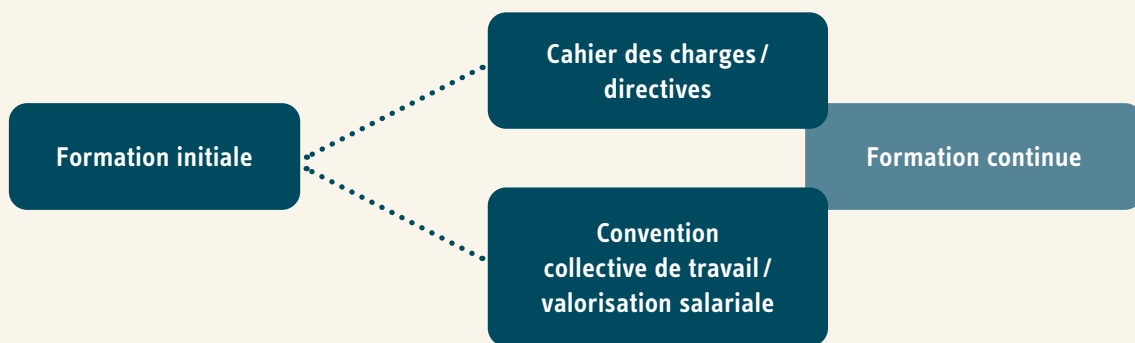 Formation initiale
Cahier des charges /
directives
Convention
collective de travail /
valorisation salariale
Formation continue